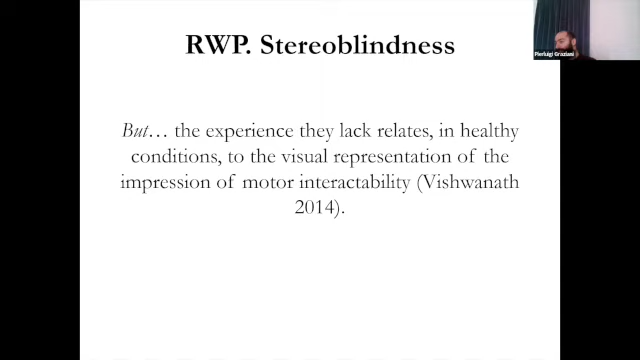 RWP. Stereoblindness
Pierluigi Graziani
But… the experience they lack relates, in healthy
conditions, to the visual representation of the
impression of motor interactability (Vishwanath
2014).